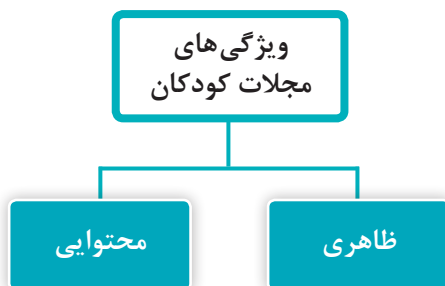 ویژگی‌های
مجلات کودکان
ظاهری
محتوایی